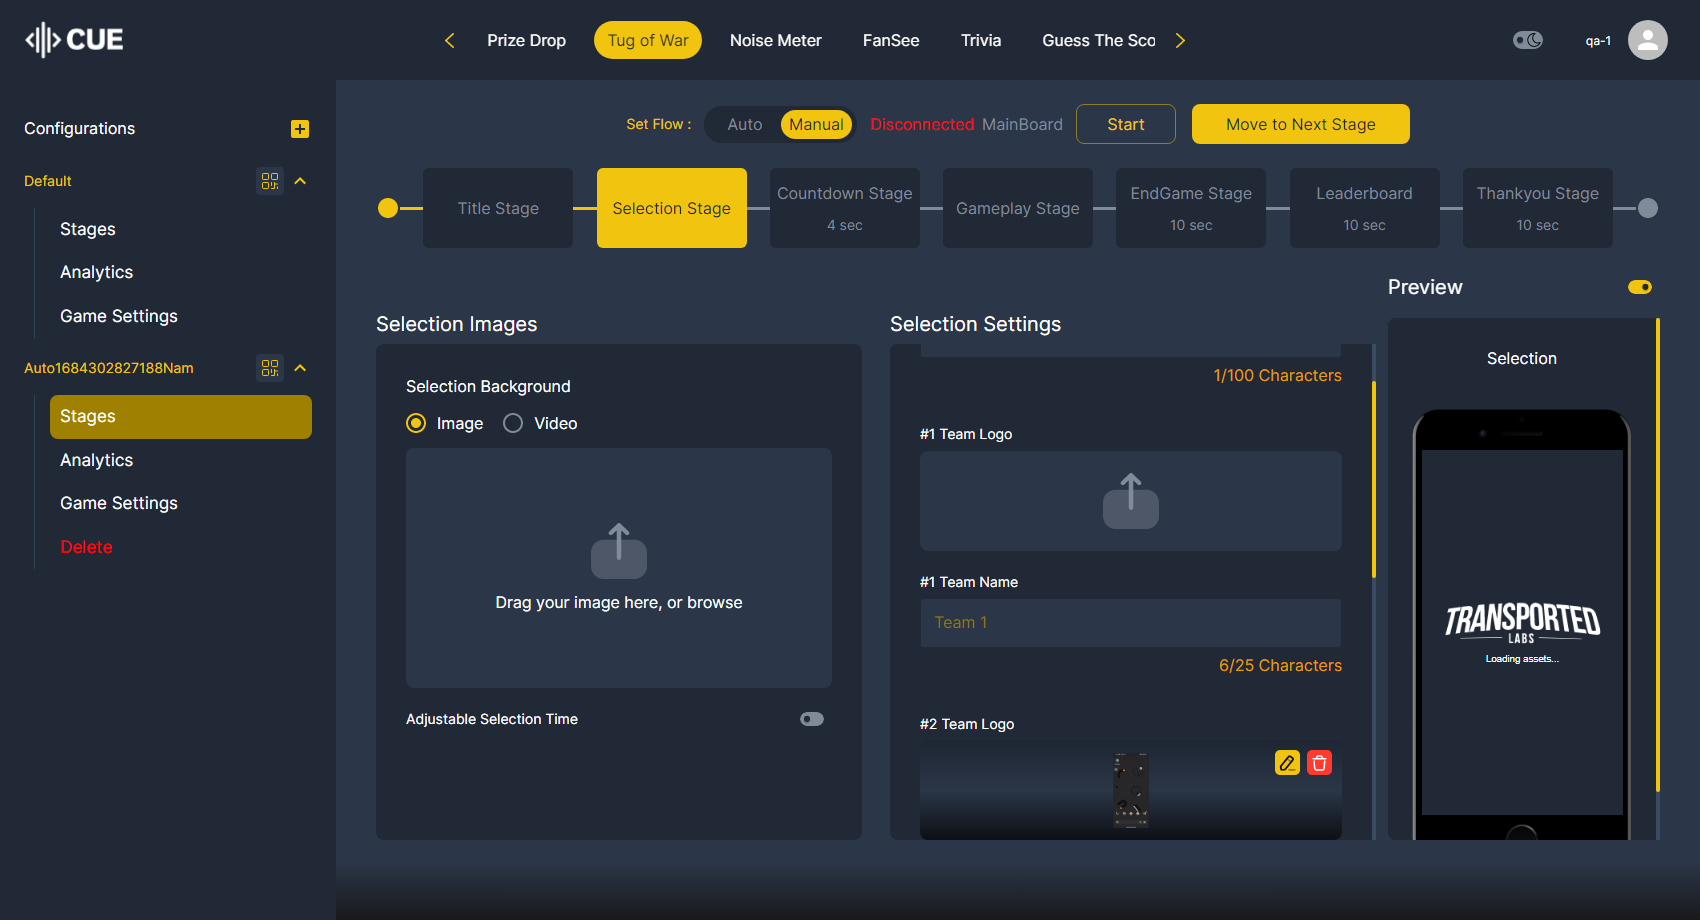 CUE
Prize Drop
Tug of War
Noise Meter
FanSee
Trivia
Guess The Sco
qa-1
Configurations
Default
Stages
Analytics
Game Settings
Auto1684302827188Nam
Stages
Analytics
Game Settings
Delete
Set Flow :
Auto
Manual
Disconnected MainBoard
Start
Move to Next Stage
Title Stage
Selection Stage
Countdown Stage
4 sec
Gameplay Stage
EndGame Stage
10 sec
Leaderboard
10 sec
Thankyou Stage
10 sec
Selection Images
Selection Background
Image
Video
Drag your image here, or browse
Adjustable Selection Time
Selection Settings
1/100 Characters
#1 Team Logo
#1 Team Name
Team 1
6/25 Characters
#2 Team Logo
Preview
Selection
TRANSPORTED
LABS
Loading assets...